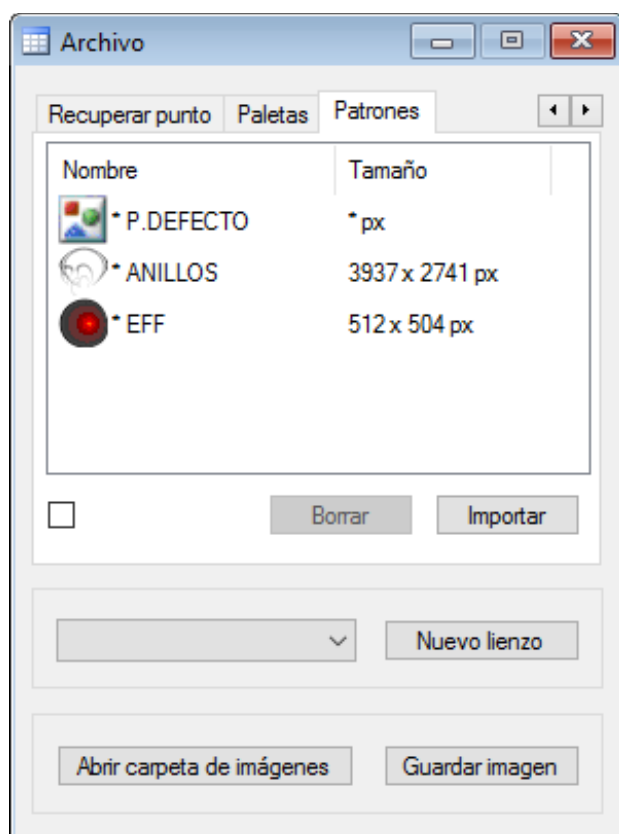 Archivo
Recuperar punto Paletas Patrones
Nombre Tamaño
* P.DEFECTO * px
* ANILLOS 3937 x 2741 px
* EFF 512 x 504 px
Borrar Importar
Nuevo lienzo
Abrir carpeta de imágenes Guardar imagen